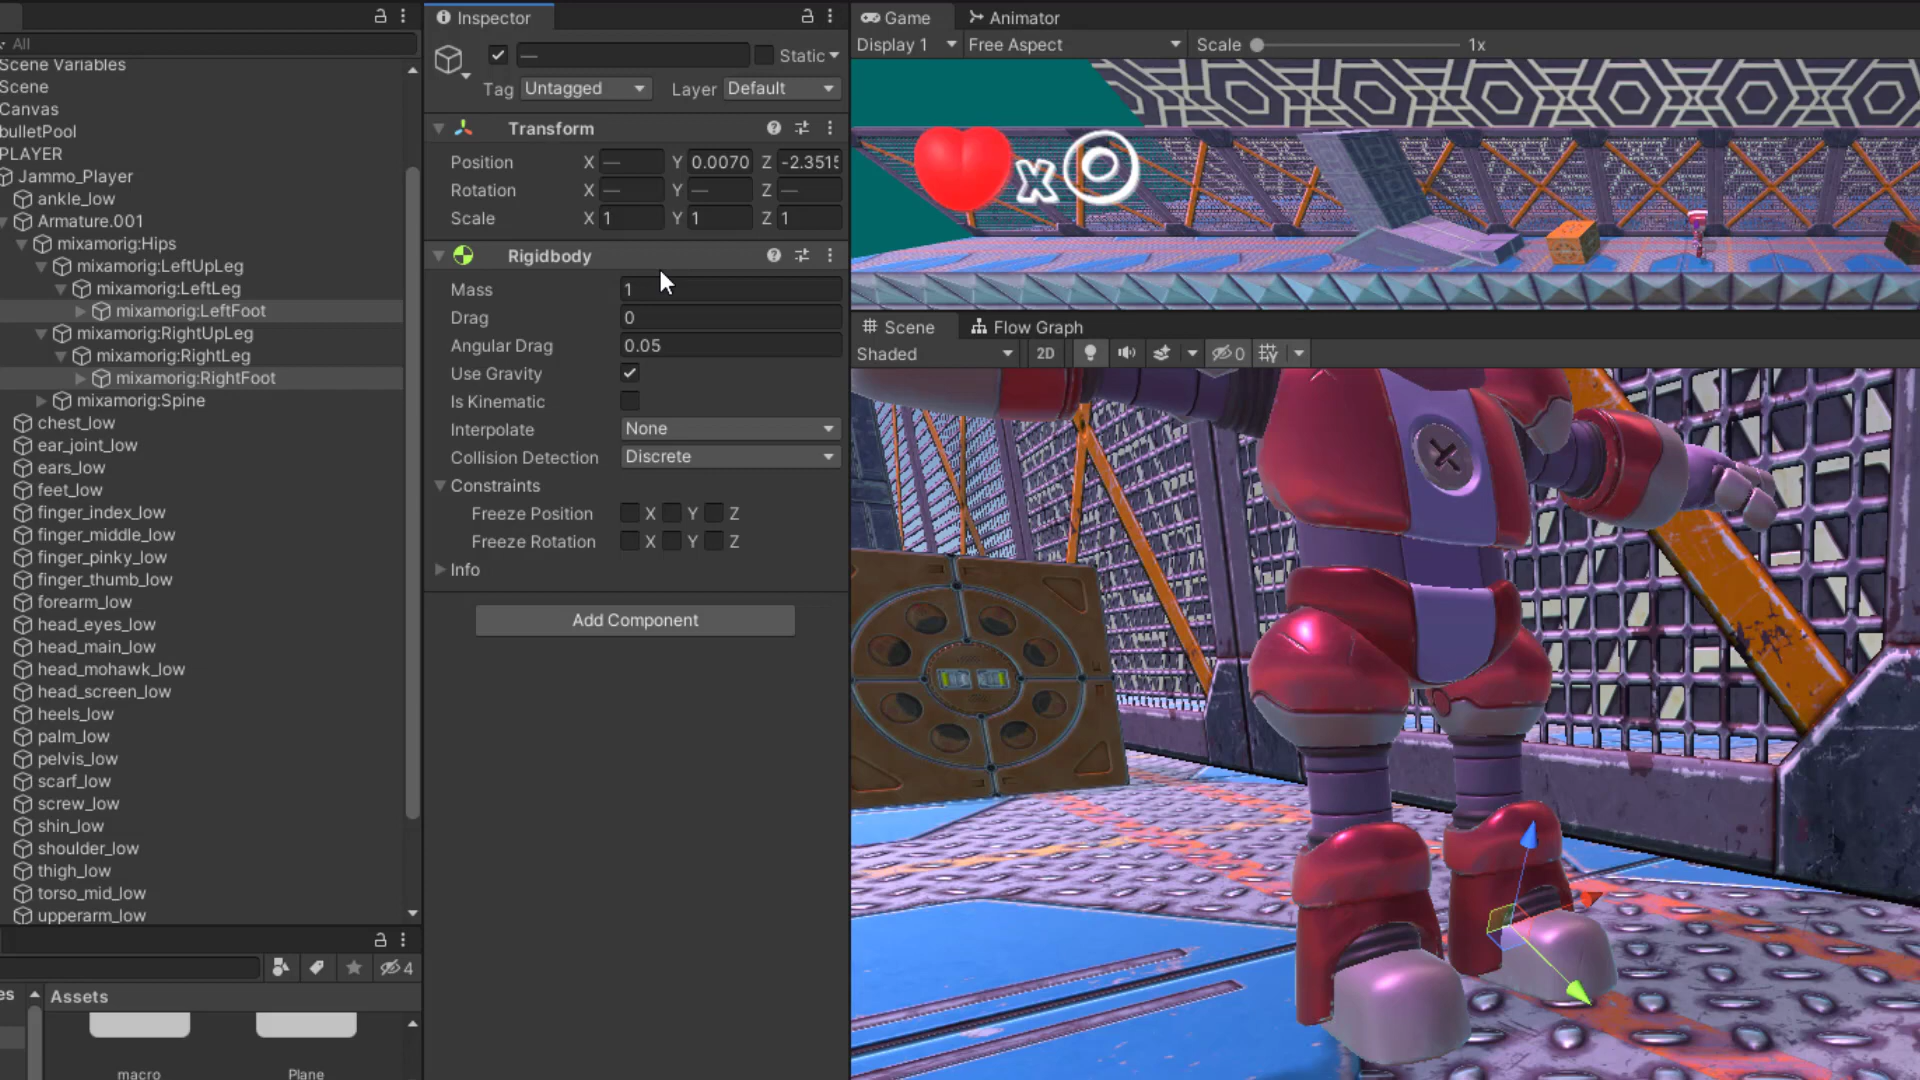 All
Scene Variables
Scene
Canvas
bulletPool
PLAYER
Jammo_Player
ankle_low
Armature.001
mixamorig:Hips
mixamorig:LeftUpLeg
mixamorig:LeftLeg
mixamorig:LeftFoot
mixamorig:RightUpLeg
mixamorig:RightLeg
mixamorig:RightFoot
mixamorig:Spine
chest_low
ear_joint_low
ears_low
feet_low
finger_index_low
finger_middle_low
finger_pinky_low
finger_thumb_low
forearm_low
head_eyes_low
head_main_low
head_mohawk_low
head_screen_low
heels_low
palm_low
pelvis_low
scarf_low
screw_low
shin_low
shoulder_low
thigh_low
torso_mid_low
upperarm_low
4
es
Assets
macro
Plane
Inspector
— Static
Tag Untagged Layer Default
Transform
Position X — Y 0.0070 Z -2.3515
Rotation X — Y — Z —
Scale X 1 Y 1 Z 1
Rigidbody
Mass 1
Drag 0
Angular Drag 0.05
Use Gravity
Is Kinematic
Interpolate None
Collision Detection Discrete
Constraints
Freeze Position X Y Z
Freeze Rotation X Y Z
Info
Add Component
Game Animator
Display 1 Free Aspect Scale 1x
x0
Scene Flow Graph
Shaded 2D 0